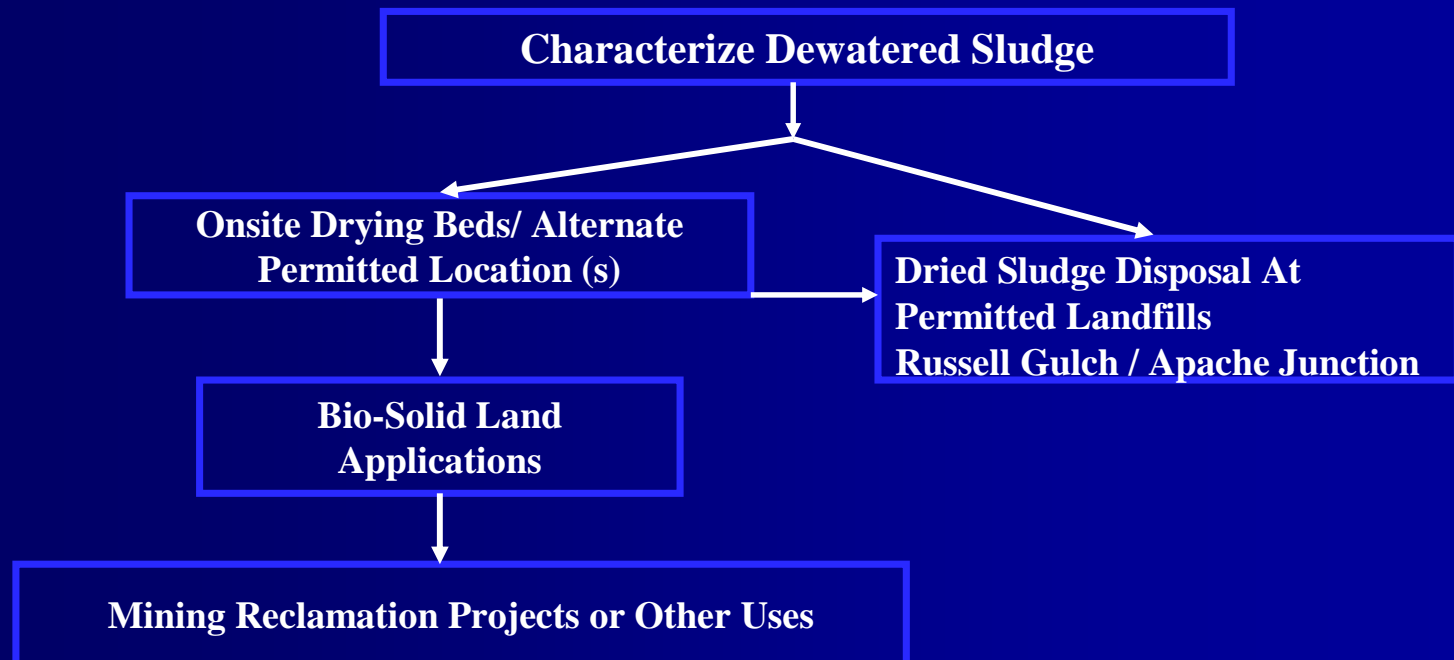 Characterize Dewatered Sludge
Onsite Drying Beds/ Alternate
Permitted Location (s)
Dried Sludge Disposal At
Permitted Landfills
Russell Gulch / Apache Junction
Bio-Solid Land
Applications
Mining Reclamation Projects or Other Uses